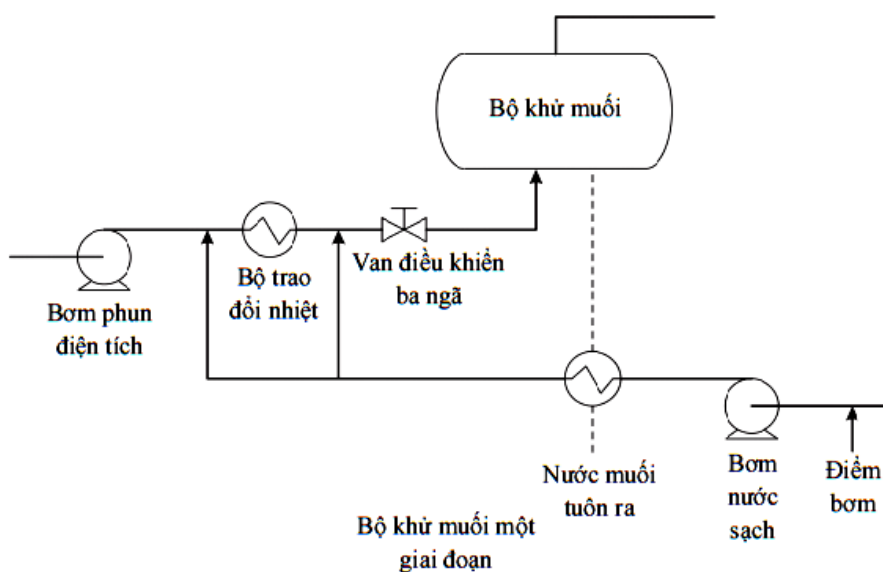 Bộ khử muối
Bơm phun
điện tích
Bộ trao
đổi nhiệt
Van điều khiển
ba ngã
Nước muối
tuôn ra
Bơm
nước
sạch
Điểm
bơm
Bộ khử muối một
giai đoạn